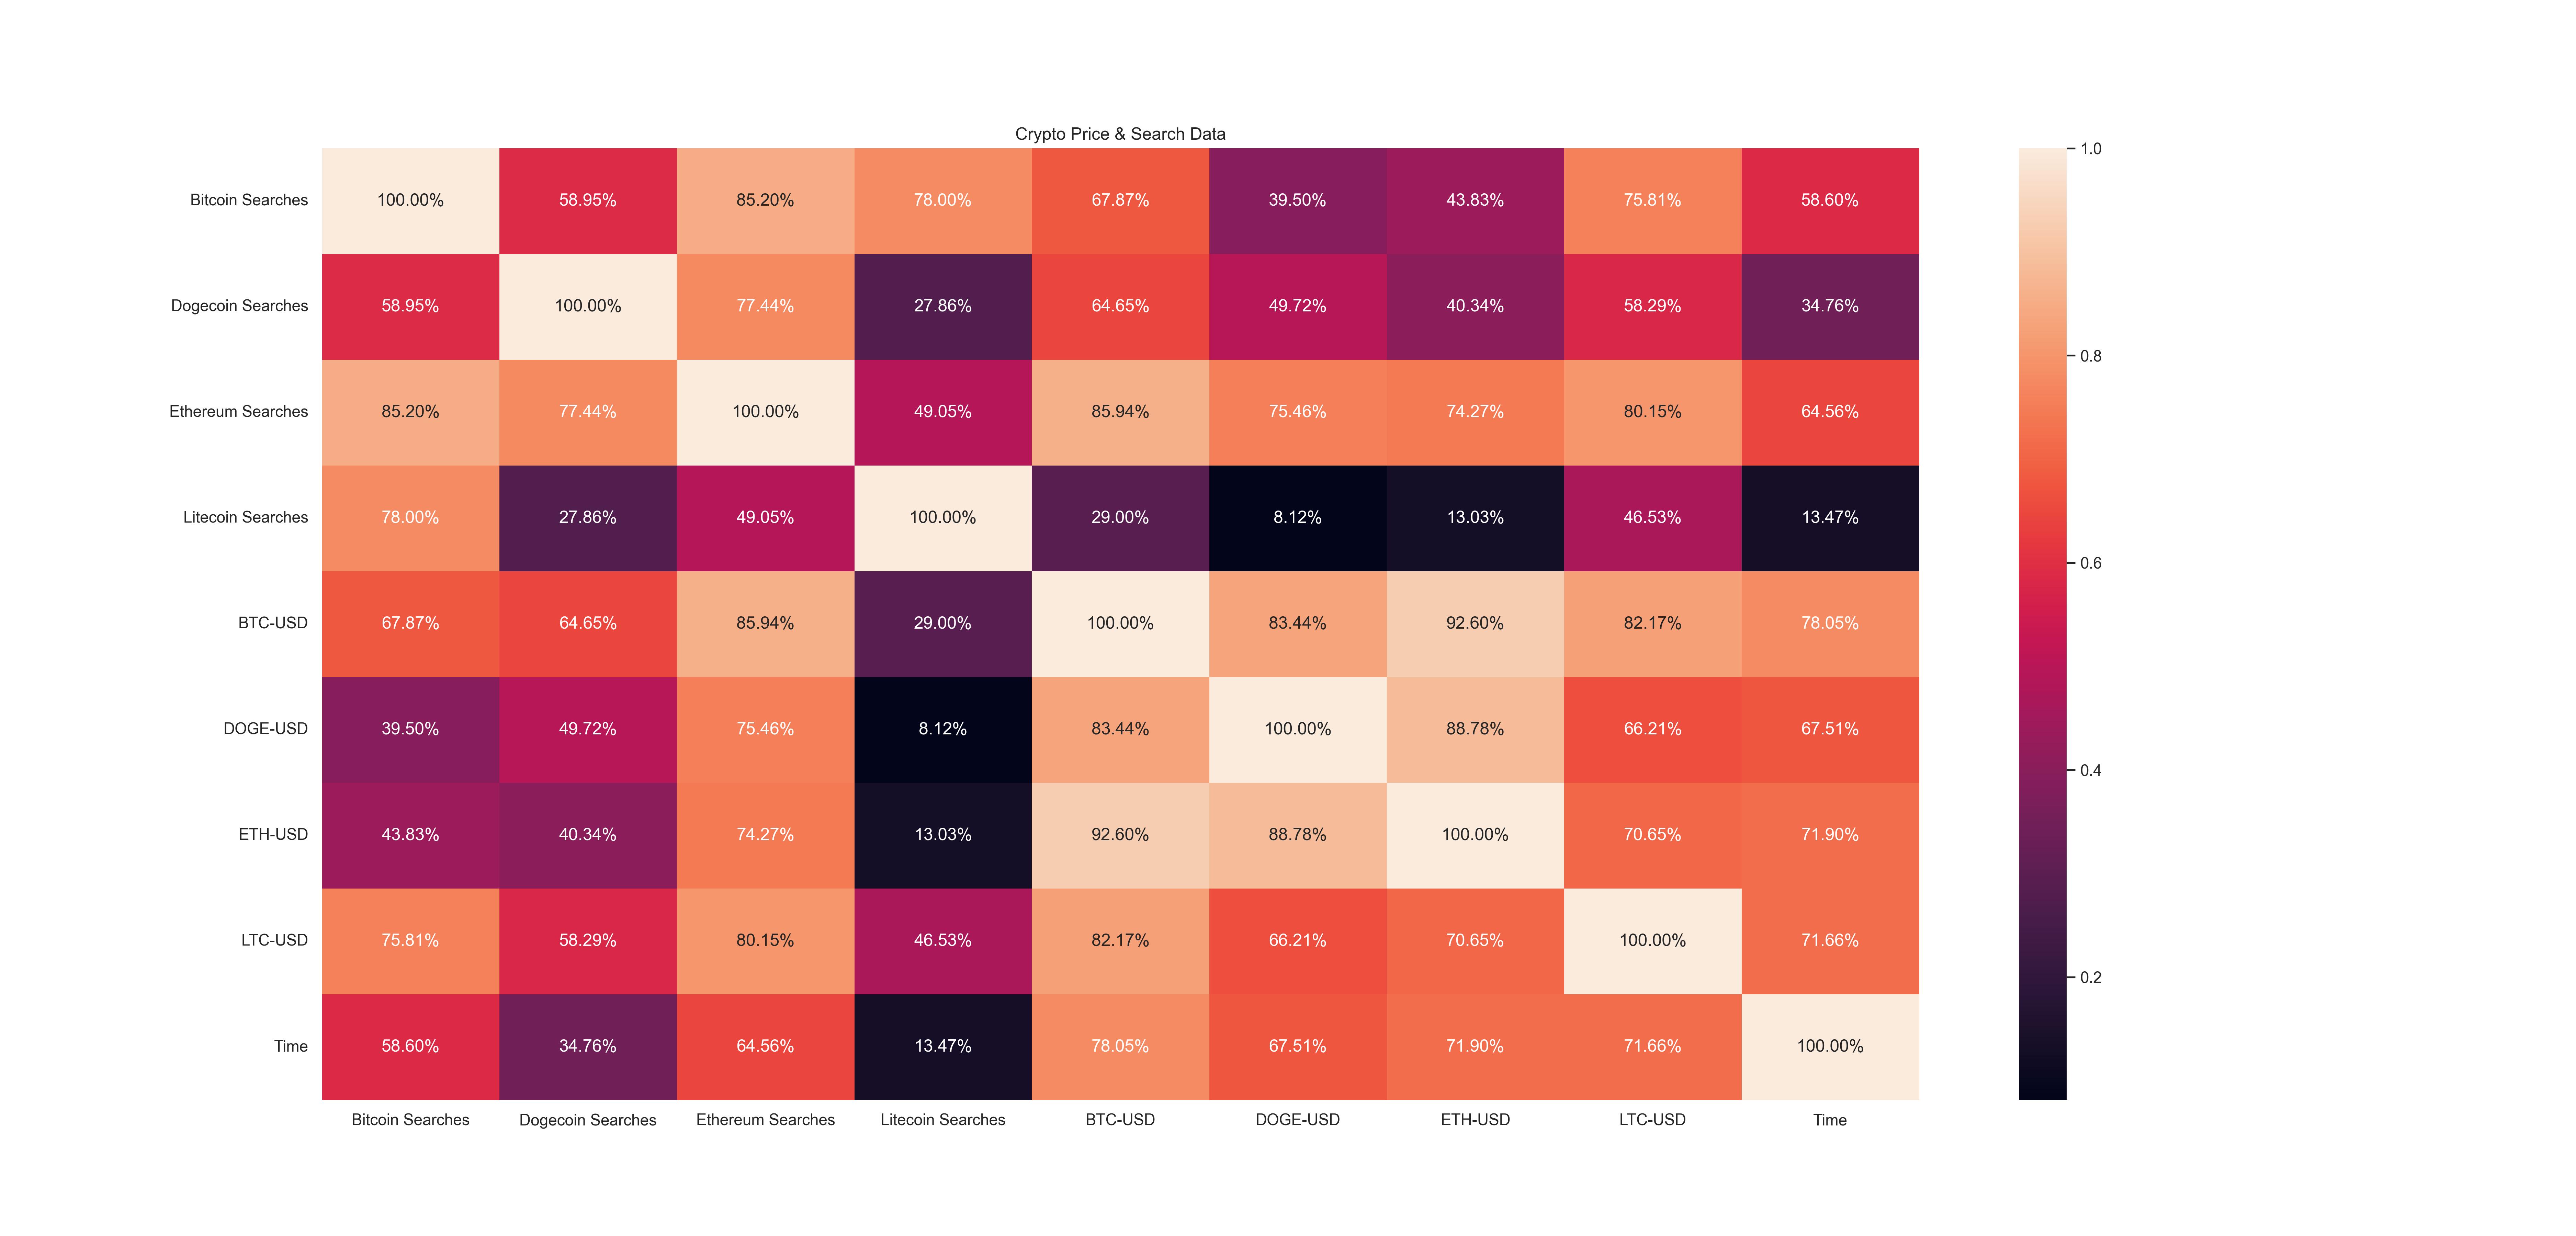 Crypto Price & Search Data
Bitcoin Searches 100.00% 58.95% 85.20% 78.00% 67.87% 39.50% 43.83% 75.81% 58.60%
Dogecoin Searches 58.95% 100.00% 77.44% 27.86% 64.65% 49.72% 40.34% 58.29% 34.76%
Ethereum Searches 85.20% 77.44% 100.00% 49.05% 85.94% 75.46% 74.27% 80.15% 64.56%
Litecoin Searches 78.00% 27.86% 49.05% 100.00% 29.00% 8.12% 13.03% 46.53% 13.47%
BTC-USD 67.87% 64.65% 85.94% 29.00% 100.00% 83.44% 92.60% 82.17% 78.05%
DOGE-USD 39.50% 49.72% 75.46% 8.12% 83.44% 100.00% 88.78% 66.21% 67.51%
ETH-USD 43.83% 40.34% 74.27% 13.03% 92.60% 88.78% 100.00% 70.65% 71.90%
LTC-USD 75.81% 58.29% 80.15% 46.53% 82.17% 66.21% 70.65% 100.00% 71.66%
Time 58.60% 34.76% 64.56% 13.47% 78.05% 67.51% 71.90% 71.66% 100.00%
Bitcoin Searches Dogecoin Searches Ethereum Searches Litecoin Searches BTC-USD DOGE-USD ETH-USD LTC-USD Time
1.0
0.8
0.6
0.4
0.2